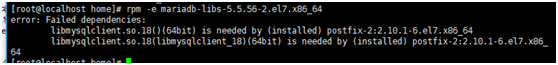 [root@localhost home]# rpm -e mariadb-libs-5.5.56-2.el7.x86_64
error: Failed dependencies:
        libmysqlclient.so.18()(64bit) is needed by (installed) postfix-2:2.10.1-6.el7.x86_64
        libmysqlclient.so.18(libmysqlclient_18)(64bit) is needed by (installed) postfix-2:2.10.1-6.el7.x86_
64
[root@localhost home]#